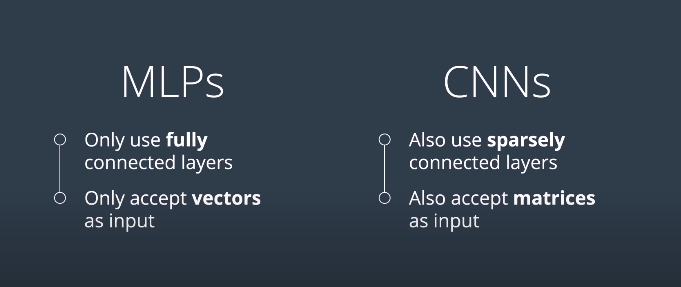 MLPs
Only use fully
connected layers
Only accept vectors
as input
CNNs
Also use sparsely
connected layers
Also accept matrices
as input